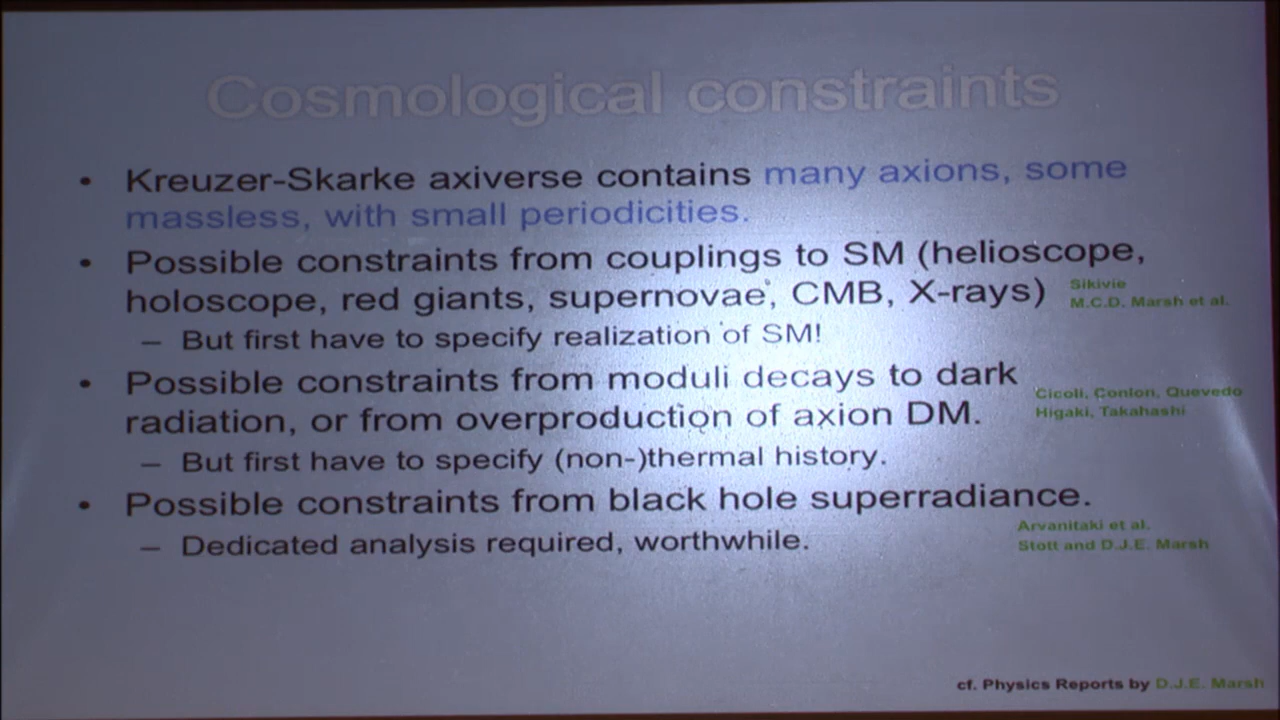 Cosmological constraints
• Kreuzer-Skarke axiverse contains many axions, some
massless, with small periodicities.
• Possible constraints from couplings to SM (helioscope,
holoscope, red giants, supernovae, CMB, X-rays)
Sikivie
M.C.D. Marsh et al.
– But first have to specify realization of SM!
• Possible constraints from moduli decays to dark
radiation, or from overproduction of axion DM.
Cicoli, Conlon, Quevedo
Higaki, Takahashi
– But first have to specify (non-)thermal history.
• Possible constraints from black hole superradiance.
Arvanitaki et al.
Stott and D.J.E. Marsh
– Dedicated analysis required, worthwhile.
cf. Physics Reports by D.J.E. Marsh